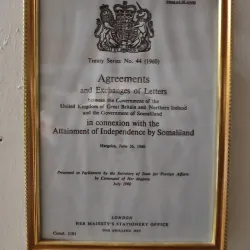 Treaty Series No. 44 (1960)
Agreements
and Exchanges of Letters
between the Government of the
United Kingdom of Great Britain and Northern Ireland
and the Government of Somaliland
in connexion with the
Attainment of Independence by Somaliland
Hargeisa, June 26, 1960
Presented to Parliament by the Secretary of State for Foreign Affairs
by Command of Her Majesty
July 1960
LONDON
HER MAJESTY'S STATIONERY OFFICE
NET
Cmnd. 1101